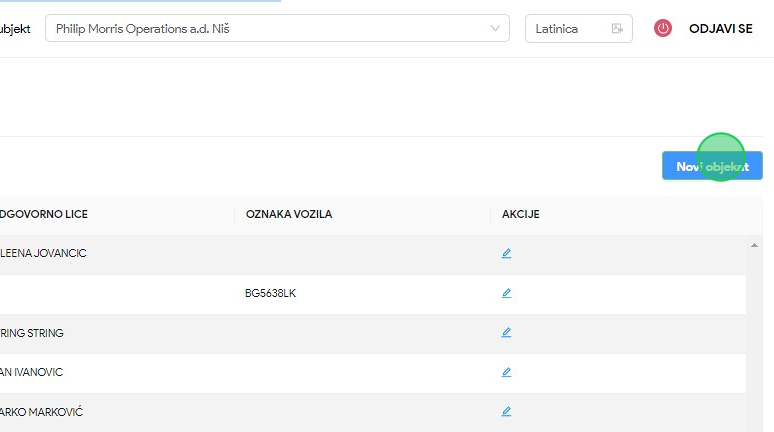 ubjekt Philip Morris Operations a.d. Niš Latinica ODJAVI SE
Novi objekat
DGOVORNO LICE OZNAKA VOZILA AKCIJE
LEENA JOVANCIC
BG5638LK
RING STRING
AN IVANOVIC
ARKO MARKOVIĆ